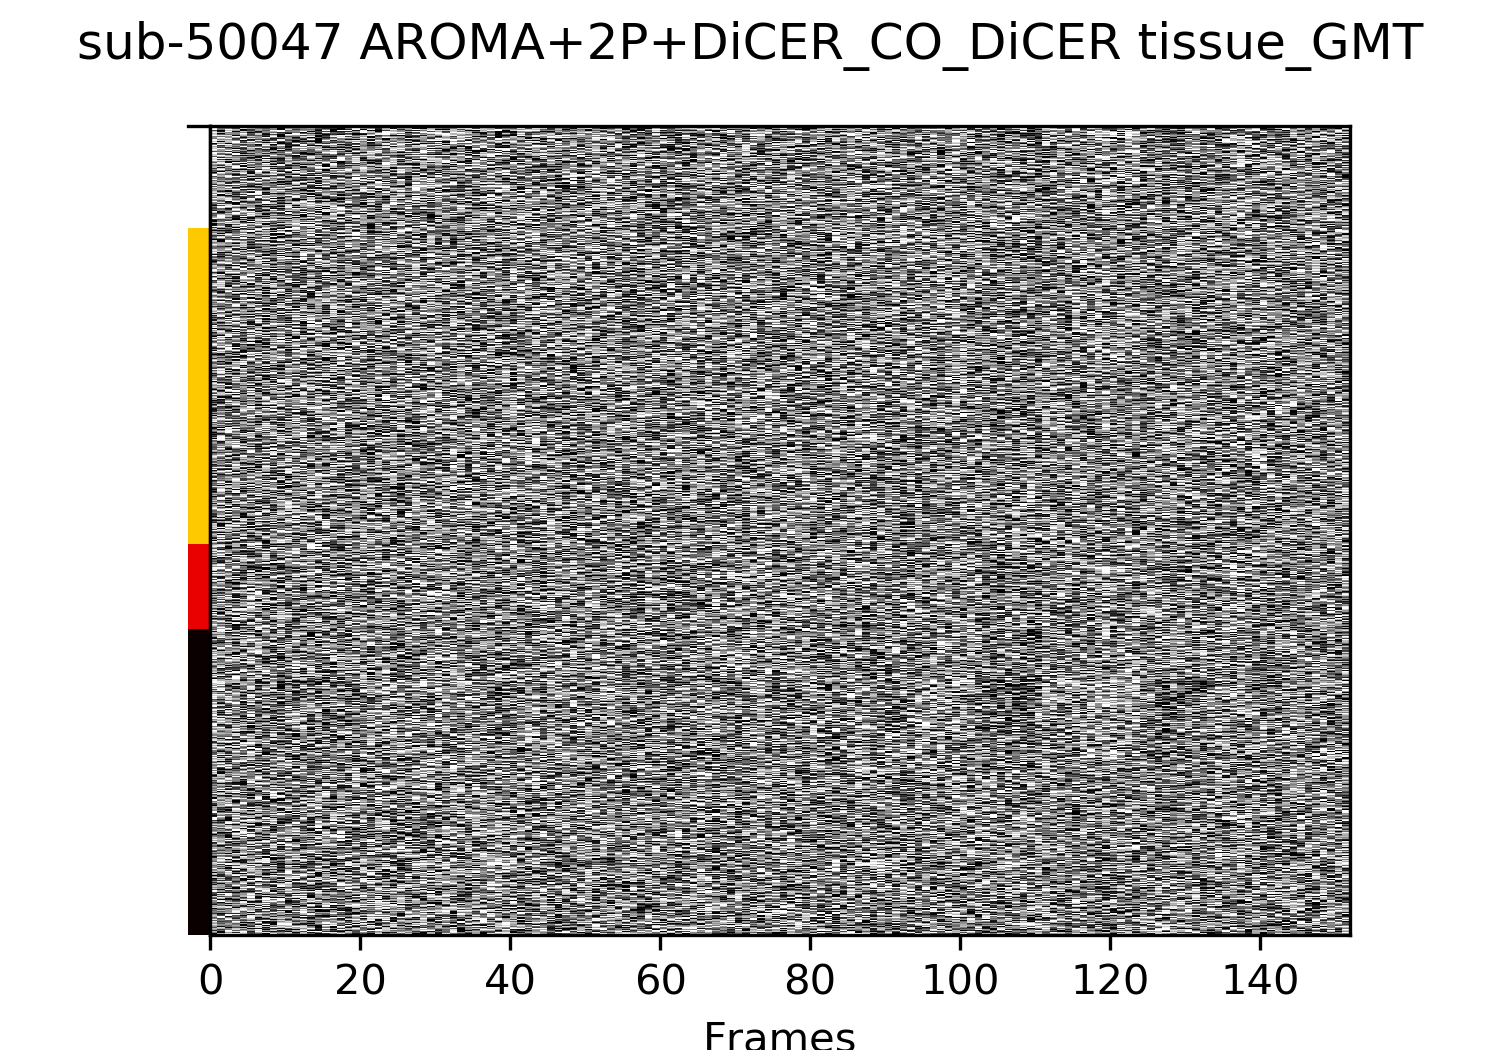 sub-50047 AROMA+2P+DiCER_CO_DiCER tissue_GMT
0 20 40 60 80 100 120 140
Frames